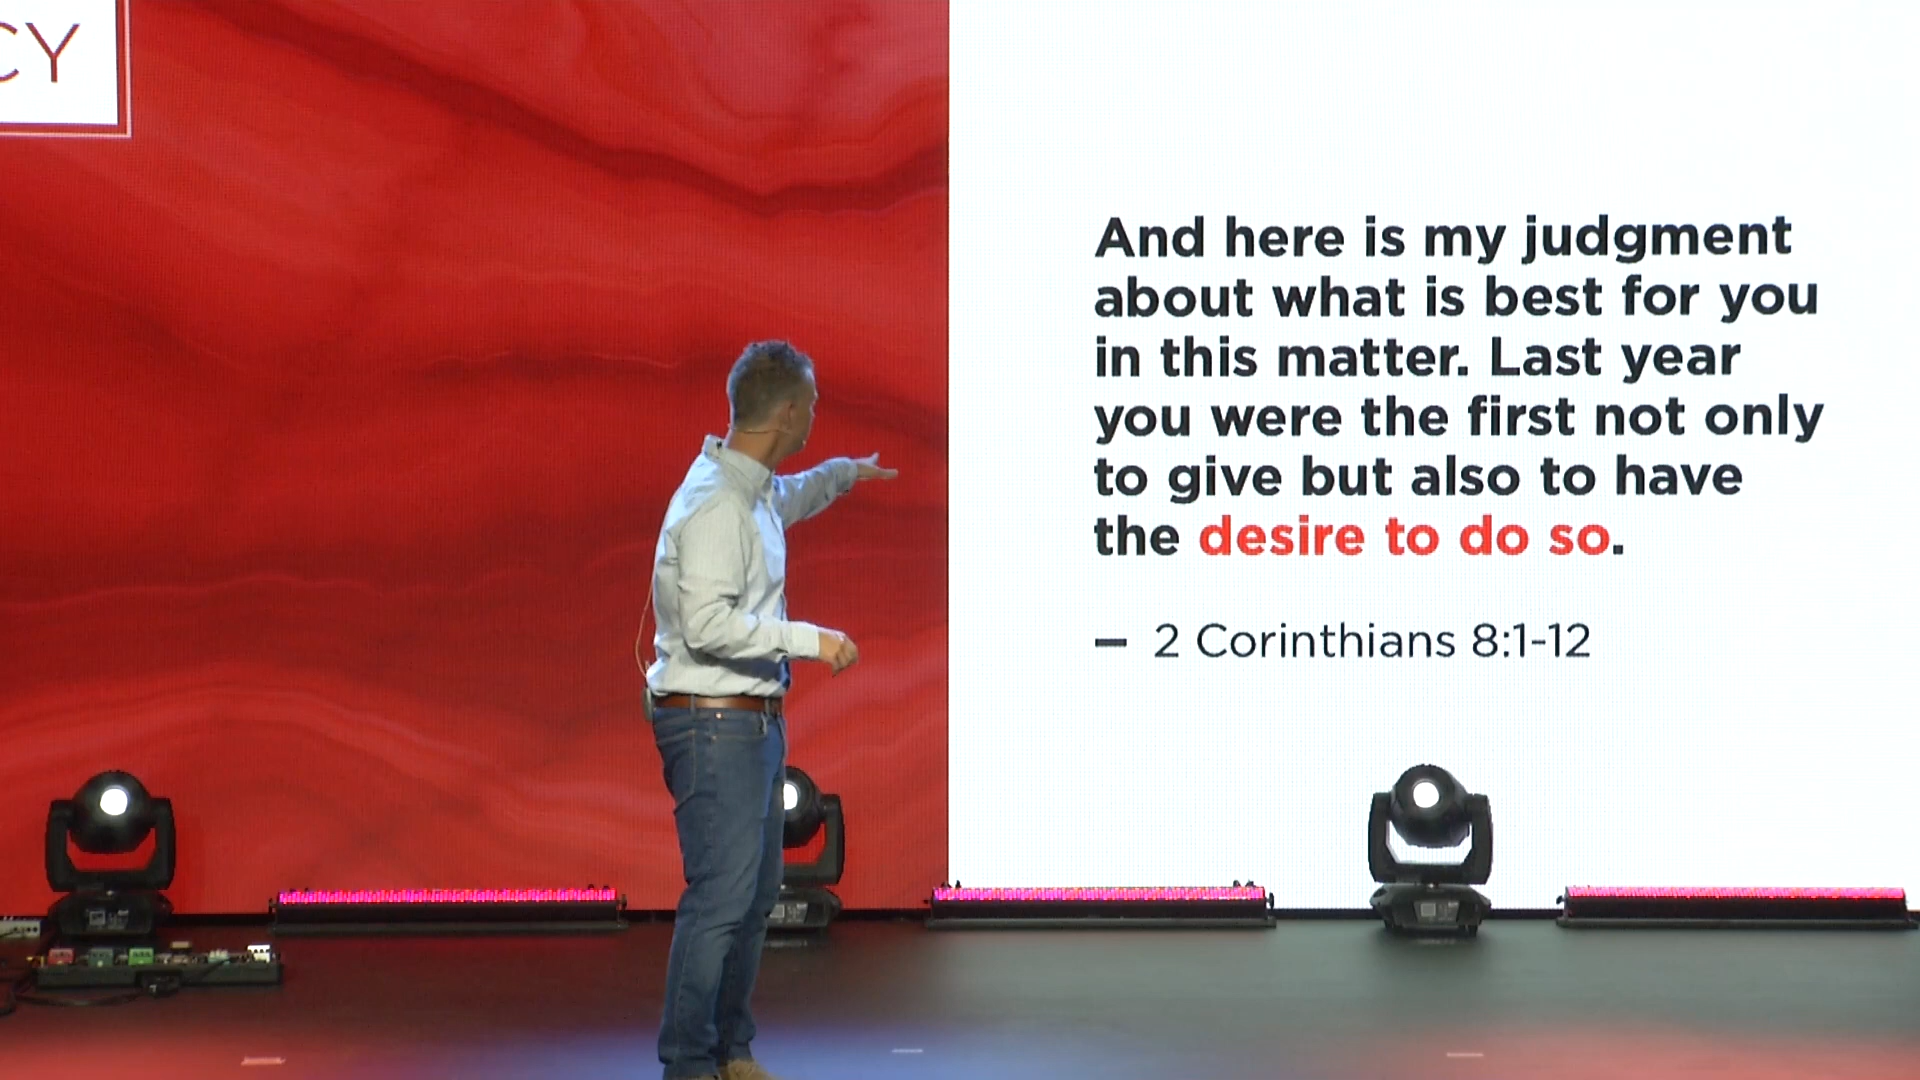 CY
And here is my judgment
about what is best for you
in this matter. Last year
you were the first not only
to give but also to have
the desire to do so.
— 2 Corinthians 8:1-12